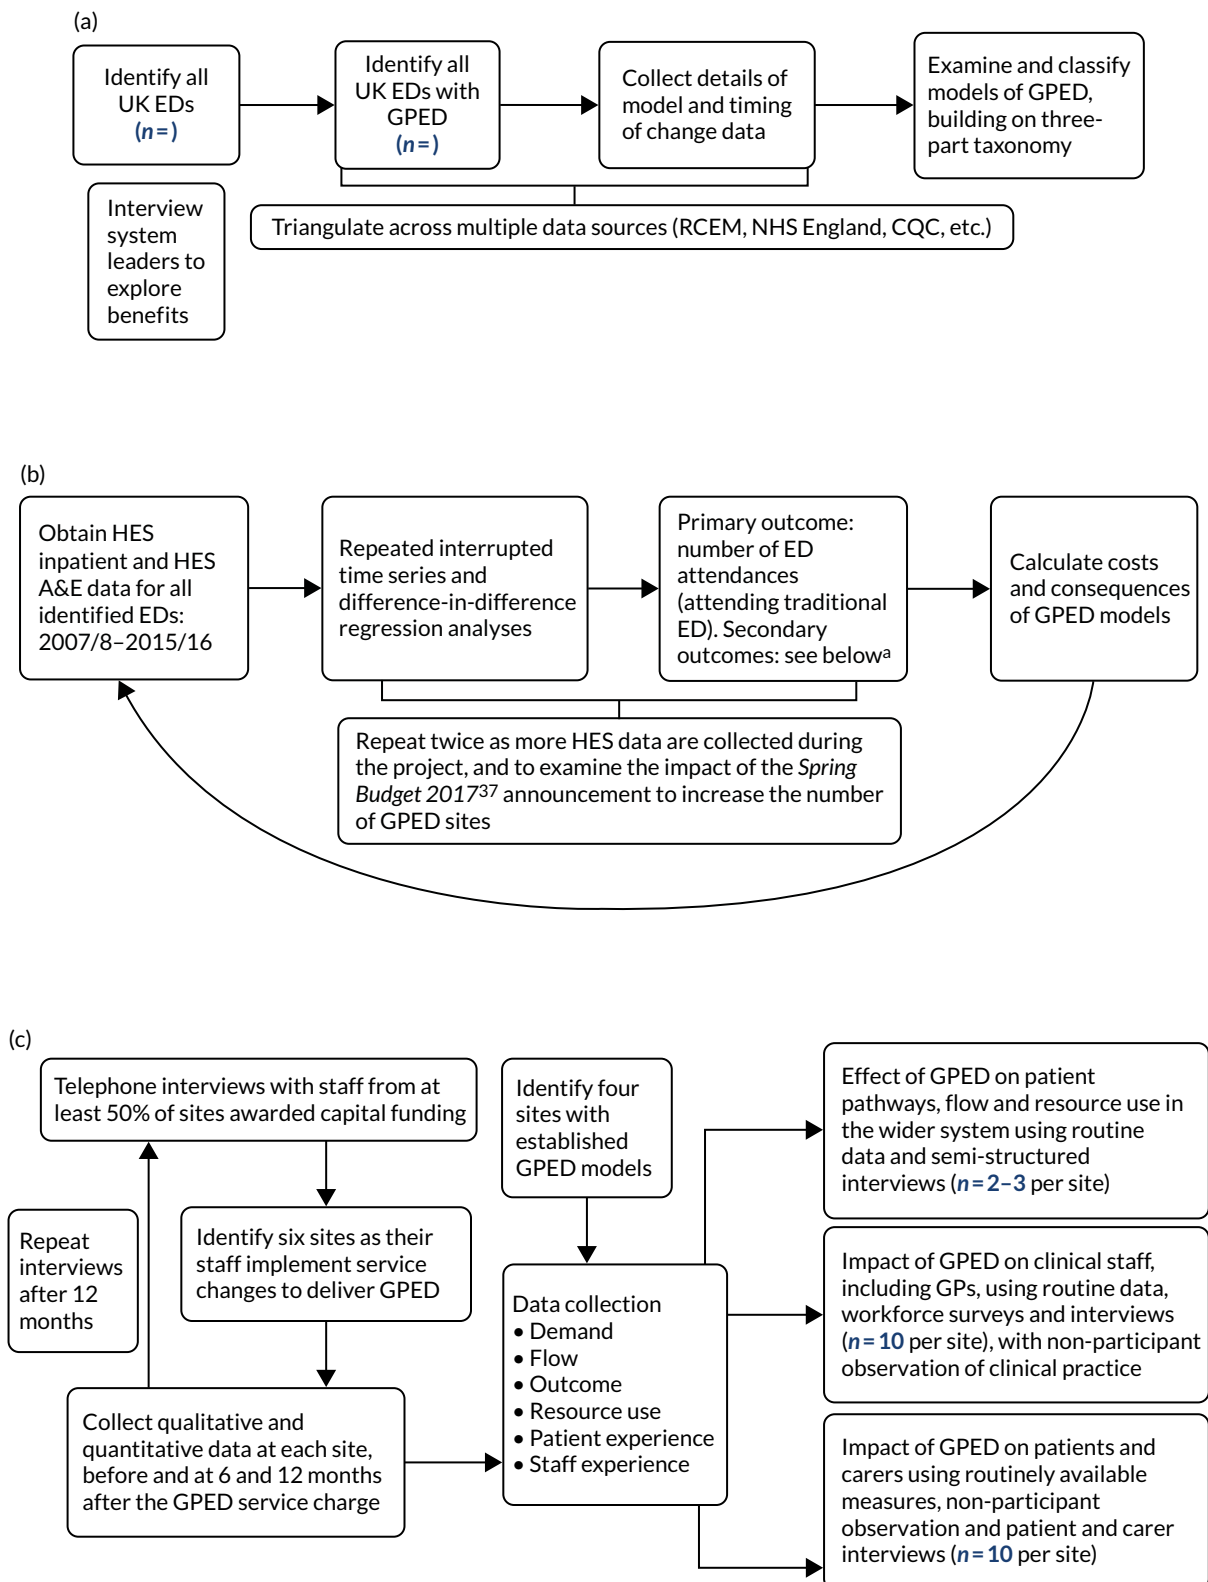 (a)
Identify all
UK EDs
(n=)
Identify all
UK EDs with
GPED
(n=)
Collect details of
model and timing
of change data
Examine and classify
models of GPED,
building on three-
part taxonomy
Interview
system
leaders to
explore
benefits
Triangulate across multiple data sources (RCEM, NHS England, CQC, etc.)
(b)
Obtain HES
inpatient and HES
A&E data for all
identified EDs:
2007/8–2015/16
Repeated interrupted
time series and
difference-in-difference
regression analyses
Primary outcome:
number of ED
attendances
(attending traditional
ED). Secondary
outcomes: see belowᵃ
Calculate costs
and consequences
of GPED models
Repeat twice as more HES data are collected during
the project, and to examine the impact of the Spring
Budget 2017³⁷ announcement to increase the number
of GPED sites
(c)
Telephone interviews with staff from at
least 50% of sites awarded capital funding
Repeat
interviews
after 12
months
Identify six sites as their
staff implement service
changes to deliver GPED
Collect qualitative and
quantitative data at each site,
before and at 6 and 12 months
after the GPED service charge
Identify four
sites with
established
GPED models
Data collection
• Demand
• Flow
• Outcome
• Resource use
• Patient experience
• Staff experience
Effect of GPED on patient
pathways, flow and resource use in
the wider system using routine
data and semi-structured
interviews (n=2–3 per site)
Impact of GPED on clinical staff,
including GPs, using routine data,
workforce surveys and interviews
(n=10 per site), with non-participant
observation of clinical practice
Impact of GPED on patients and
carers using routinely available
measures, non-participant
observation and patient and carer
interviews (n=10 per site)